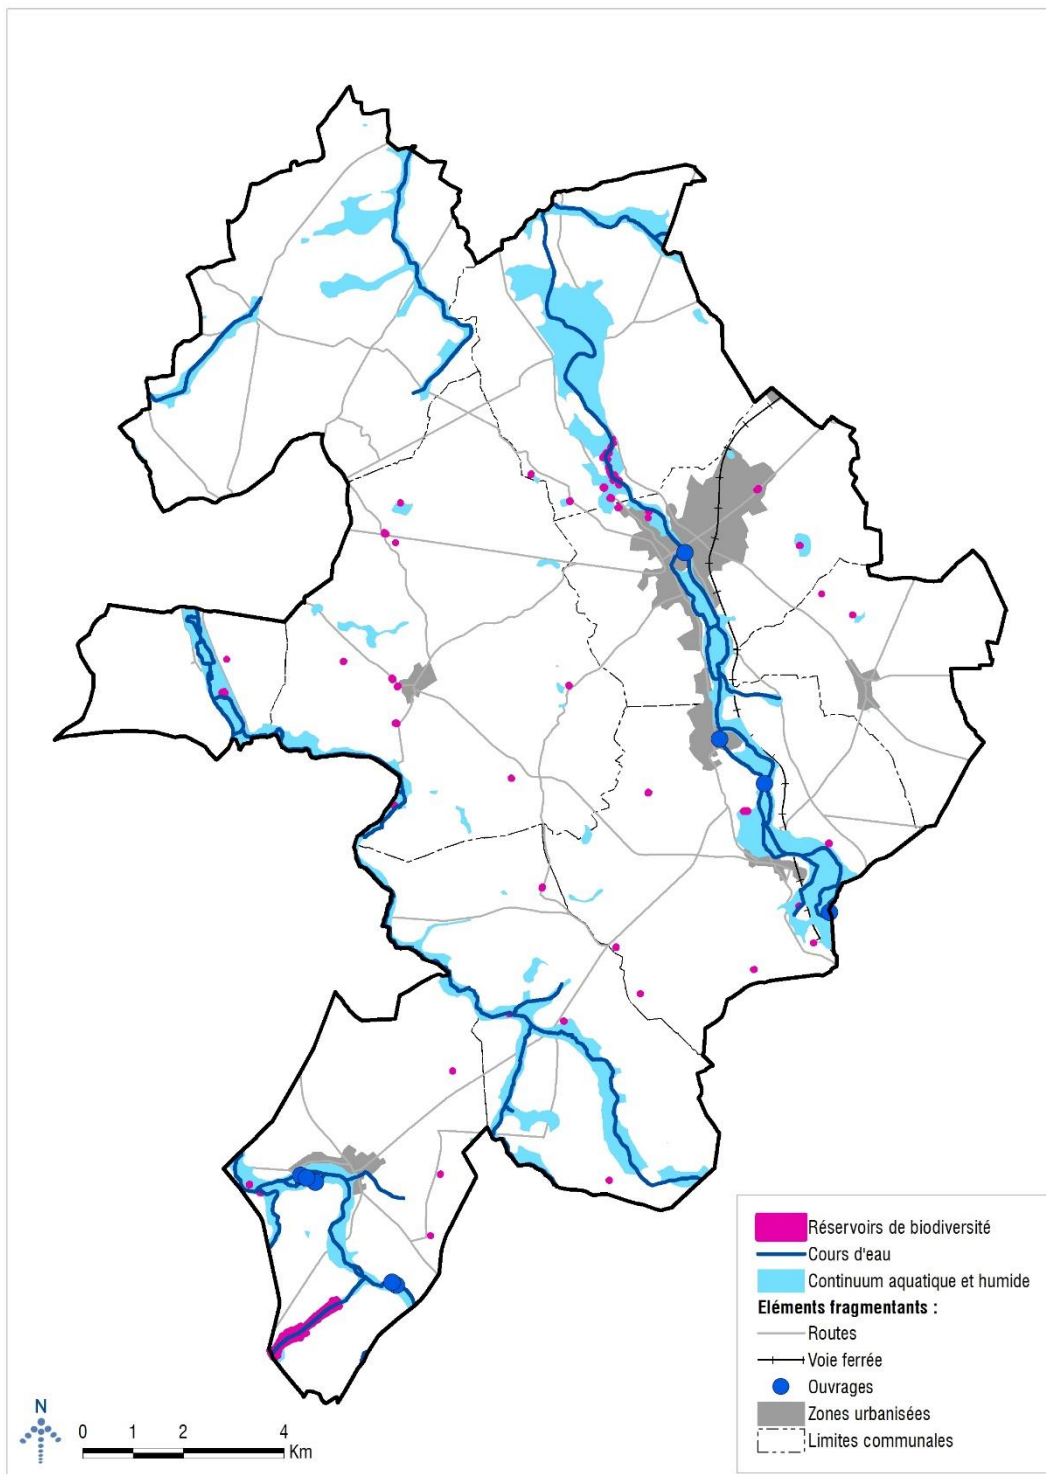 Réservoirs de biodiversité
Cours d'eau
Continuum aquatique et humide
Eléments fragmentants :
Routes
Voie ferrée
Ouvrages
Zones urbanisées
Limites communales
N
0 1 2 4
Km